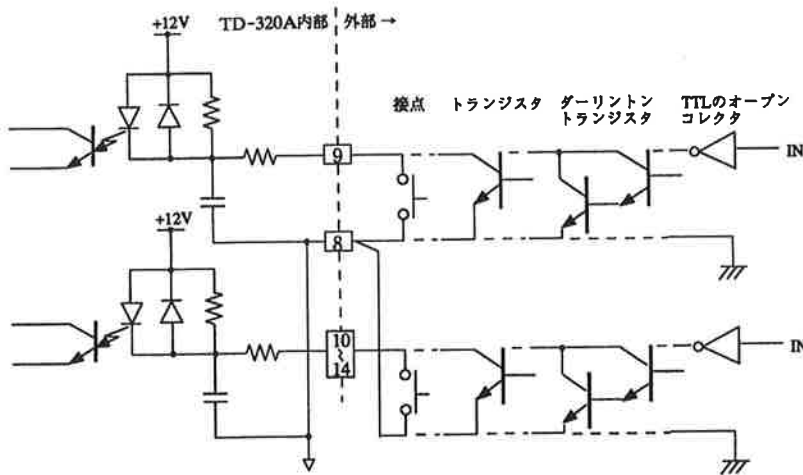 +12V
TD-320A内部 外部 →
接点
トランジスタ
ダーリントン
トランジスタ
TTLのオープン
コレクタ
9
IN
8
+12V
10
~
14
IN